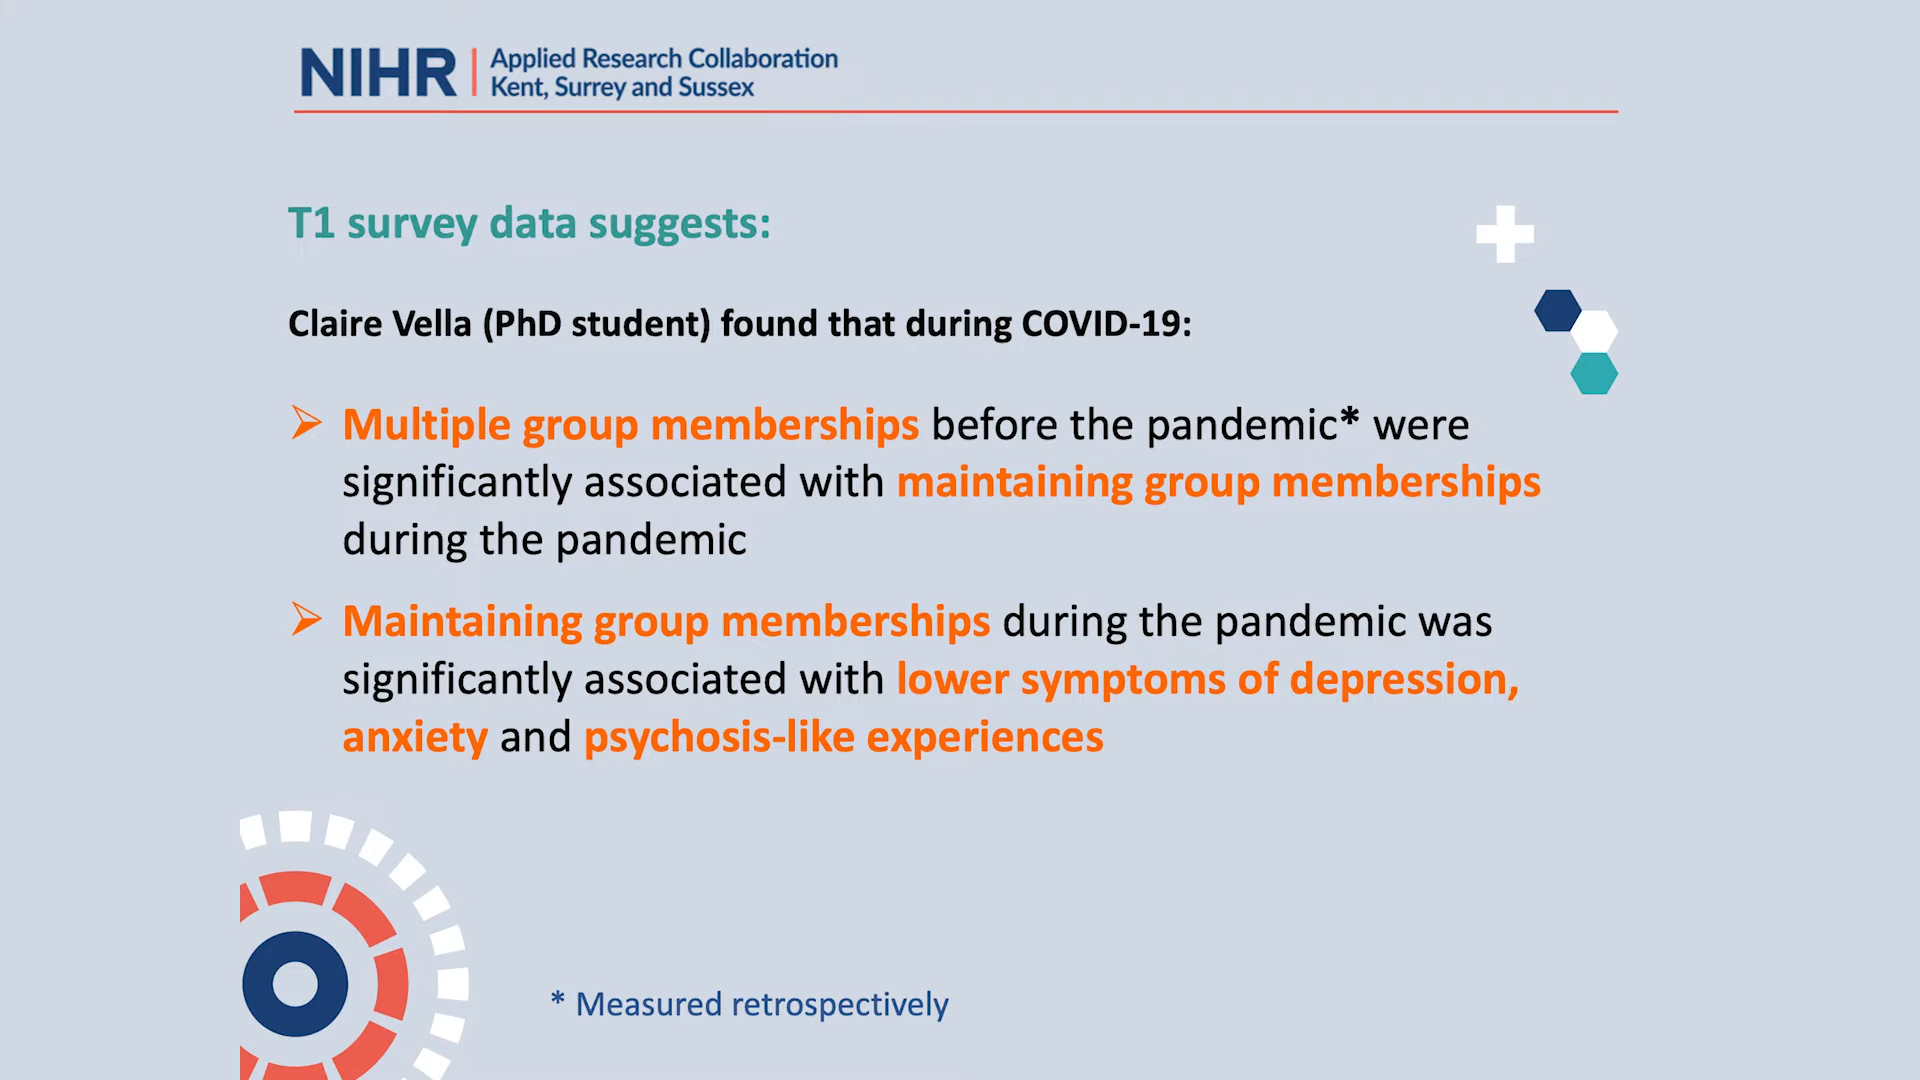 NIHR | Applied Research Collaboration
Kent, Surrey and Sussex
T1 survey data suggests:
Claire Vella (PhD student) found that during COVID-19:
Multiple group memberships before the pandemic* were
significantly associated with maintaining group memberships
during the pandemic
Maintaining group memberships during the pandemic was
significantly associated with lower symptoms of depression,
anxiety and psychosis-like experiences
* Measured retrospectively